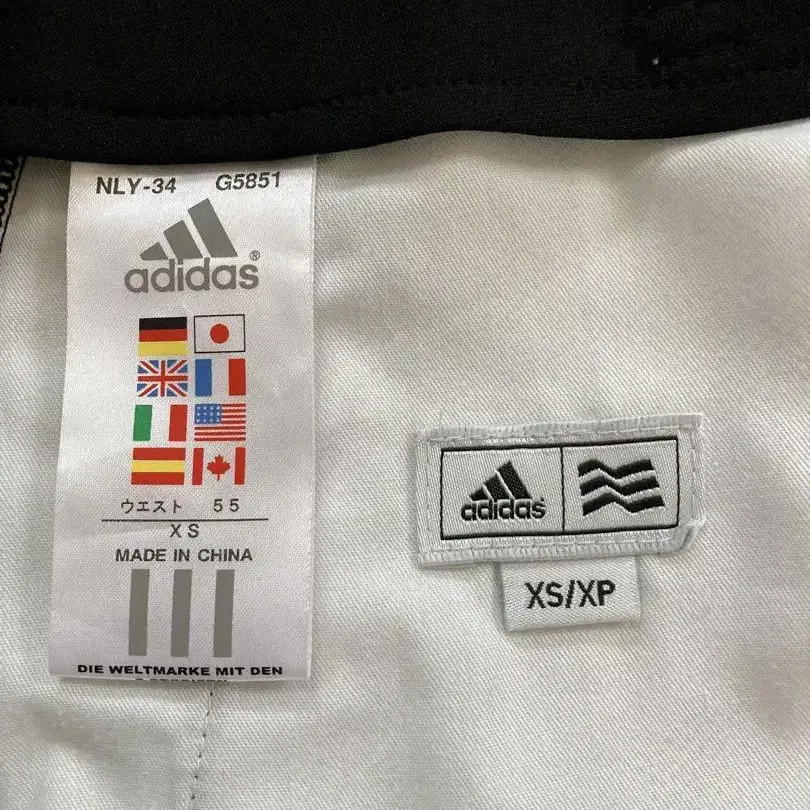 NLY-34 G5851
adidas®
ウエスト 55
XS
MADE IN CHINA
DIE WELTMARKE MIT DEN
adidas
XS/XP